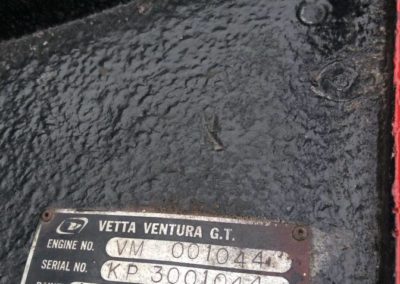 VETTA VENTURA G.T.
ENGINE NO. VM 001044
SERIAL NO. KP 3001044